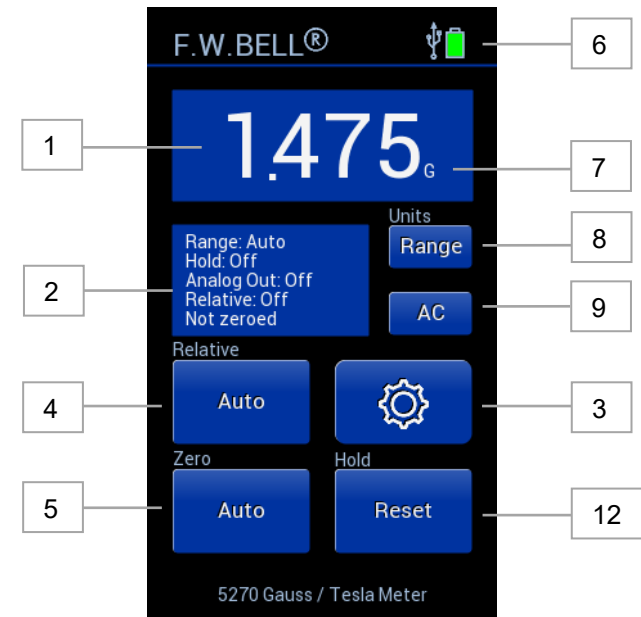 F.W.BELL®
6
1
1.475 G
7
Units
Range: Auto
Hold: Off
Analog Out: Off
Relative: Off
Not zeroed
2
Range
8
AC
9
Relative
4
Auto
3
Zero
Hold
5
Auto
Reset
12
5270 Gauss / Tesla Meter